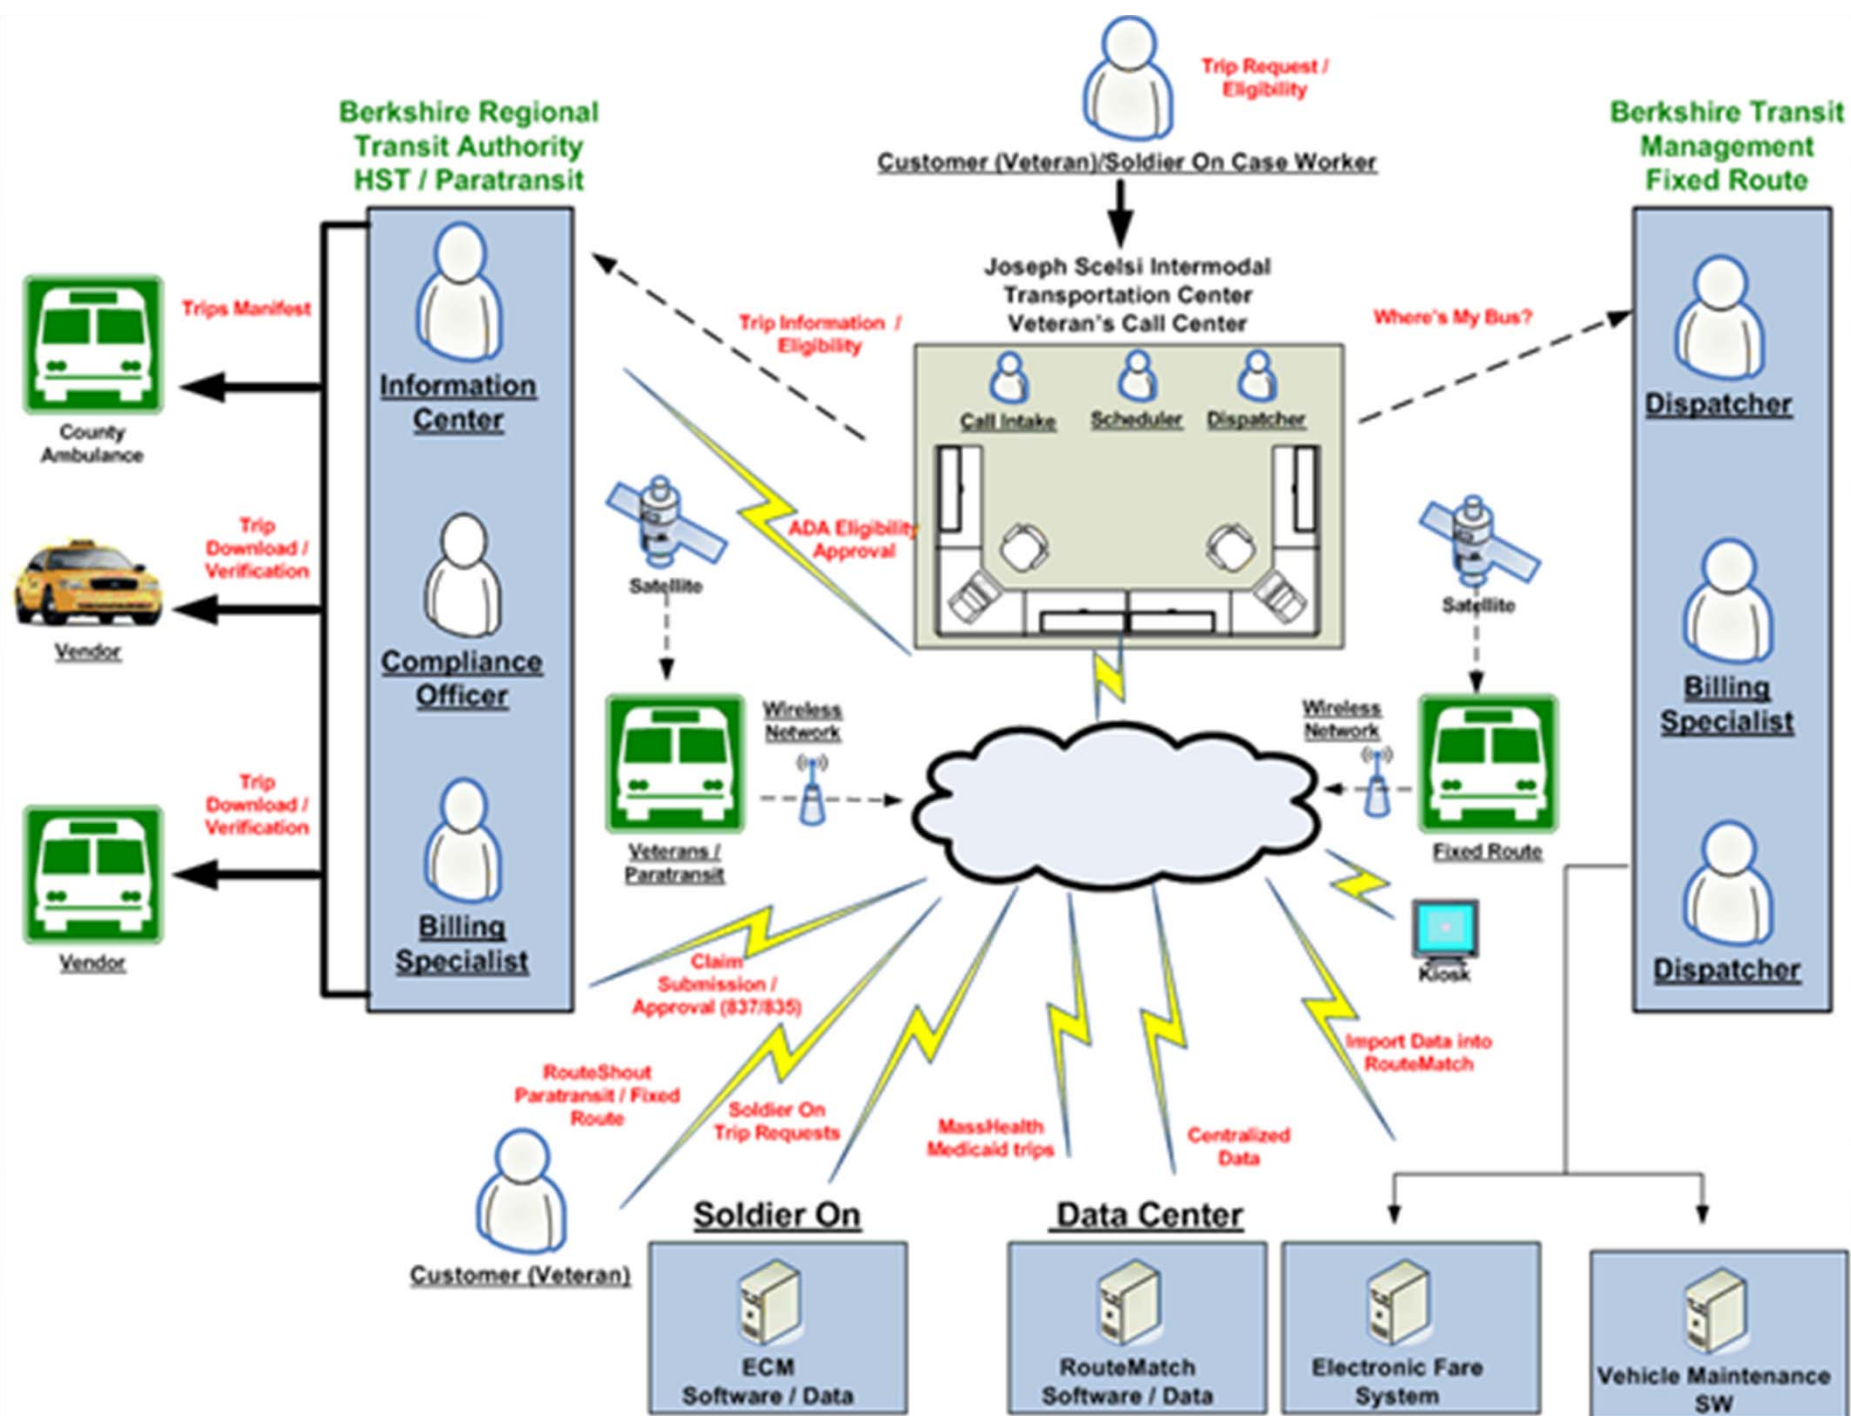 Trip Request /
Eligibility
Customer (Veteran)/Soldier On Case Worker
Berkshire Regional
Transit Authority
HST / Paratransit
Berkshire Transit
Management
Fixed Route
Joseph Scelsi Intermodal
Transportation Center
Veteran's Call Center
Trips Manifest
County
Ambulance
Information
Center
Trip Information /
Eligibility
Where's My Bus?
Call Intake
Scheduler
Dispatcher
Dispatcher
Trip
Download /
Verification
Vendor
Compliance
Officer
ADA Eligibility
Approval
Satellite
Satellite
Billing
Specialist
Wireless
Network
Wireless
Network
Trip
Download /
Verification
Vendor
Billing
Specialist
Veterans /
Paratransit
Fixed Route
Kiosk
Dispatcher
Claim
Submission /
Approval (837/835)
RouteShout
Paratransit / Fixed
Route
Soldier On
Trip Requests
MassHealth
Medicaid trips
Centralized
Data
Import Data into
RouteMatch
Customer (Veteran)
Soldier On
ECM
Software / Data
Data Center
RouteMatch
Software / Data
Electronic Fare
System
Vehicle Maintenance
SW